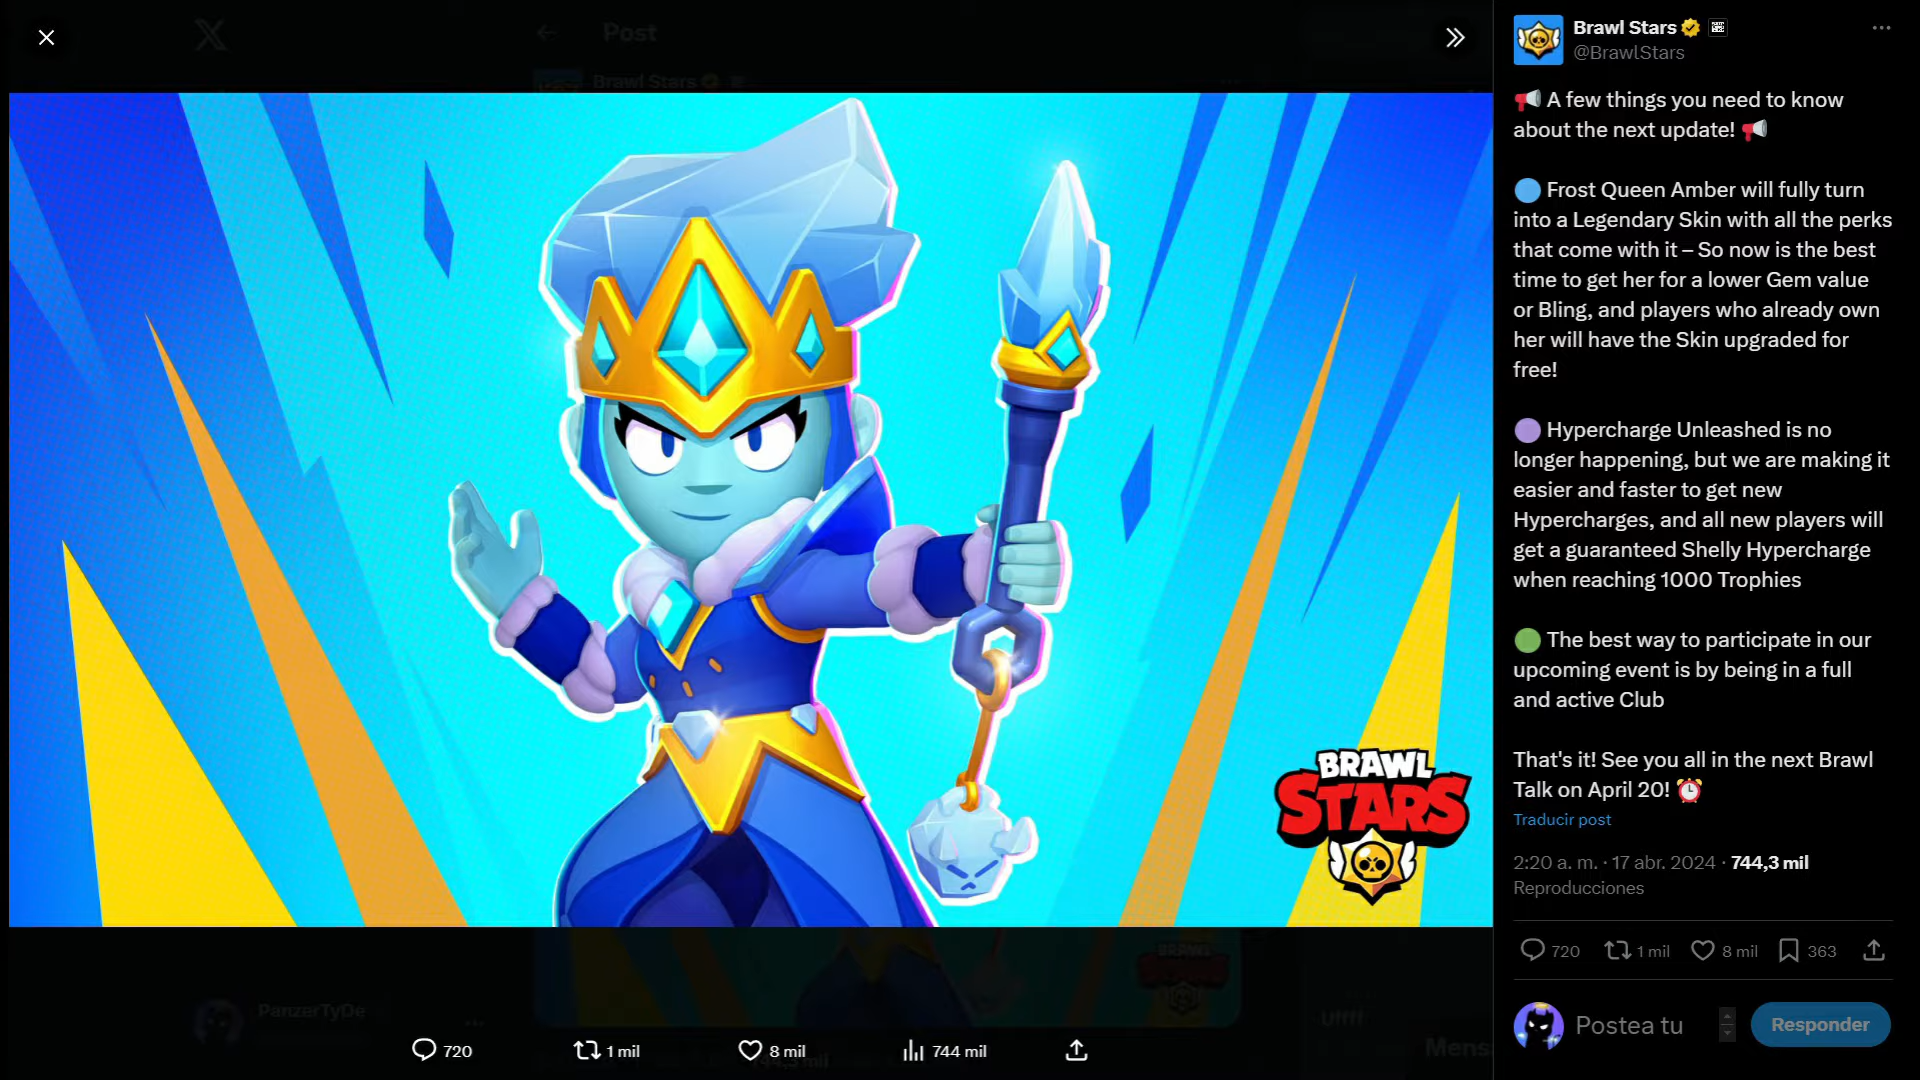 Post
Brawl Stars
Brawl Stars
@BrawlStars
A few things you need to know
about the next update!
Frost Queen Amber will fully turn
into a Legendary Skin with all the perks
that come with it – So now is the best
time to get her for a lower Gem value
or Bling, and players who already own
her will have the Skin upgraded for
free!
Hypercharge Unleashed is no
longer happening, but we are making it
easier and faster to get new
Hypercharges, and all new players will
get a guaranteed Shelly Hypercharge
when reaching 1000 Trophies
The best way to participate in our
upcoming event is by being in a full
and active Club
That's it! See you all in the next Brawl
Talk on April 20!
Traducir post
2:20 a. m. · 17 abr. 2024 · 744,3 mil
Reproducciones
720 1 mil 8 mil 363
Postea tu
Responder
BRAWL
STARS
PanzerTyDe
720 1 mil 8 mil 744 mil